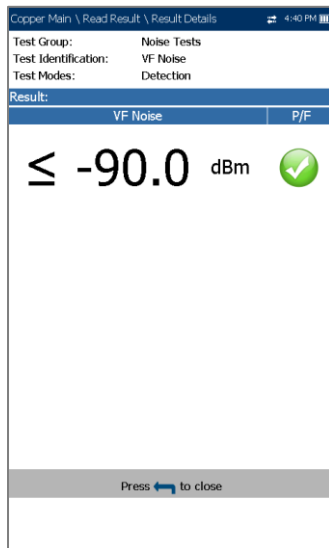 Copper Main \ Read Result \ Result Details 4:40 PM
Test Group: Noise Tests
Test Identification: VF Noise
Test Modes: Detection
Result:
VF Noise P/F
≤ -90.0 dBm
Press to close